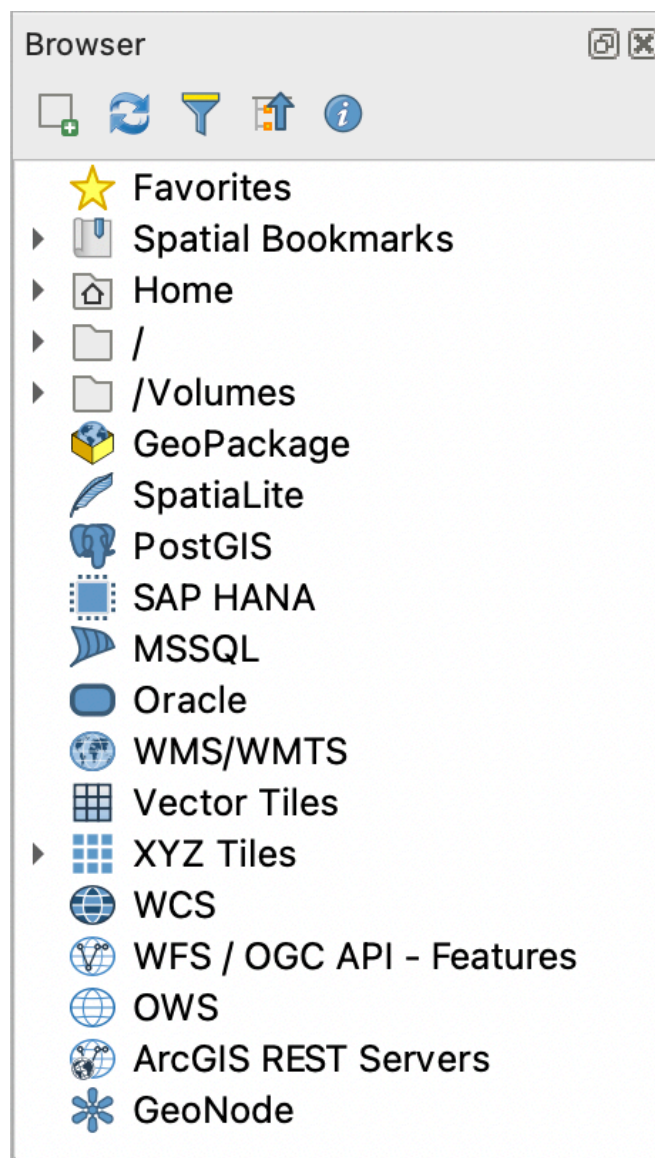 Browser
Favorites
Spatial Bookmarks
Home
/
/Volumes
GeoPackage
SpatiaLite
PostGIS
SAP HANA
MSSQL
Oracle
WMS/WMTS
Vector Tiles
XYZ Tiles
WCS
WFS / OGC API - Features
OWS
ArcGIS REST Servers
GeoNode